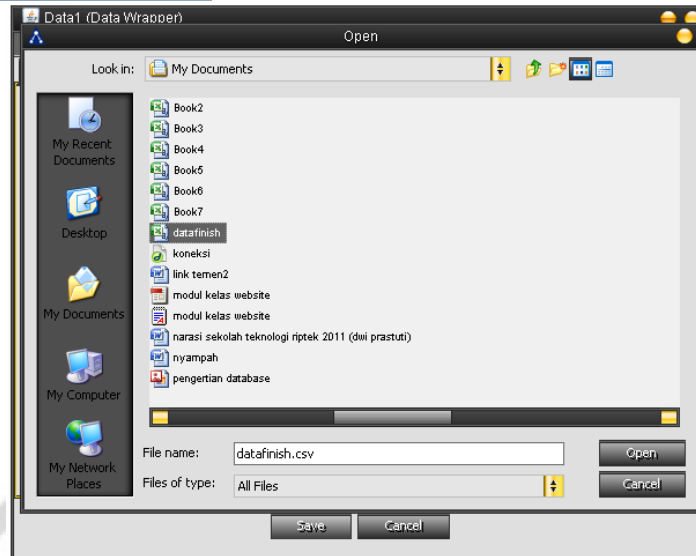 Data1 (Data Wrapper)
Open
Look in:
My Documents
My Recent
Documents
Desktop
My Documents
My Computer
My Network
Places
Book2
Book3
Book4
Book5
Book6
Book7
datafinish
koneksi
link temen2
modul kelas website
modul kelas website
narasi sekolah teknologi riptek 2011 (dwi prastuti)
nyampah
pengertian database
File name:
datafinish.csv
Open
Files of type:
All Files
Cancel
Save
Cancel